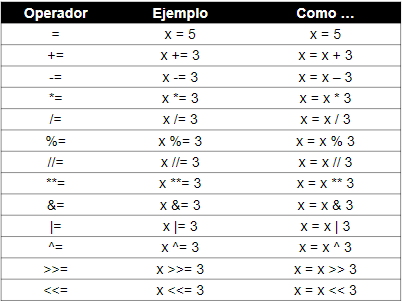 Operador Ejemplo Como …
= x = 5 x = 5
+= x += 3 x = x + 3
-= x -= 3 x = x – 3
*= x *= 3 x = x * 3
/= x /= 3 x = x / 3
%= x %= 3 x = x % 3
//= x //= 3 x = x // 3
**= x **= 3 x = x ** 3
&= x &= 3 x = x & 3
|= x |= 3 x = x | 3
^= x ^= 3 x = x ^ 3
>>= x >>= 3 x = x >> 3
<<= x <<= 3 x = x << 3